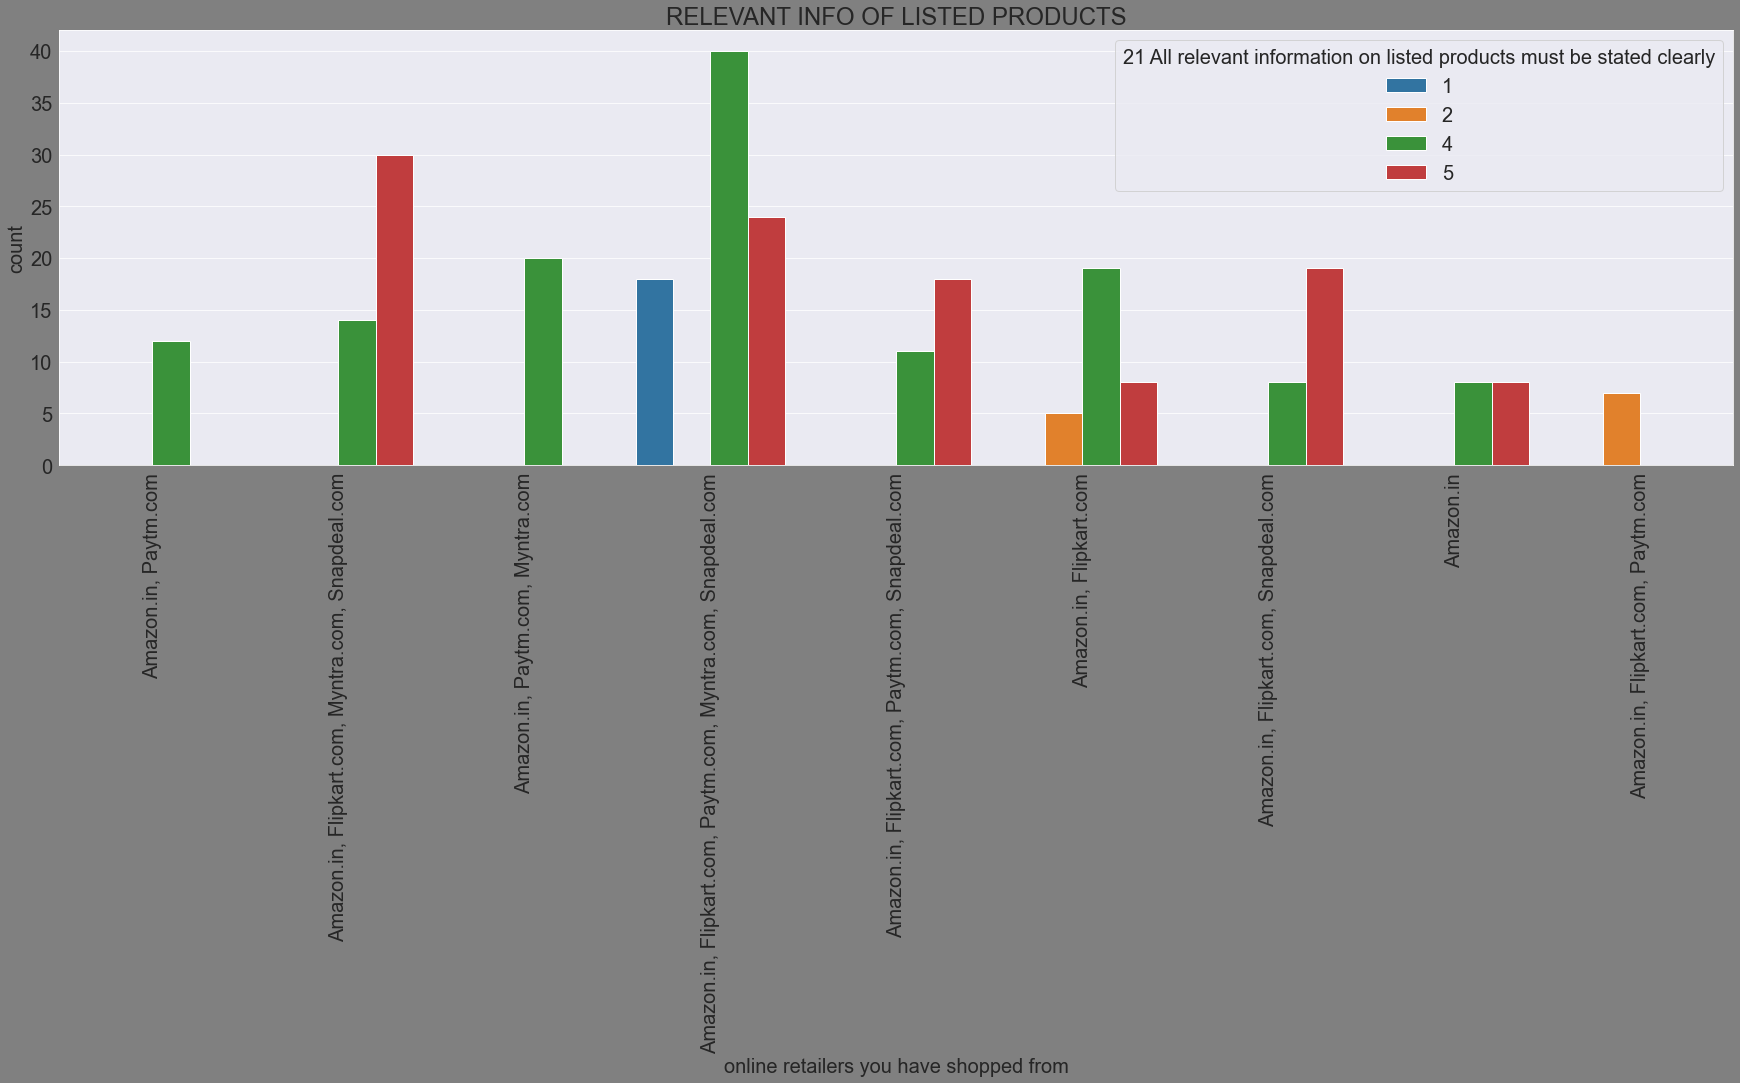 RELEVANT INFO OF LISTED PRODUCTS
21 All relevant information on listed products must be stated clearly
1
2
4
5
count
40
35
30
25
20
15
10
5
0
Amazon.in, Paytm.com
Amazon.in, Flipkart.com, Myntra.com, Snapdeal.com
Amazon.in, Paytm.com, Myntra.com
Amazon.in, Flipkart.com, Paytm.com, Myntra.com, Snapdeal.com
Amazon.in, Flipkart.com, Paytm.com, Snapdeal.com
Amazon.in, Flipkart.com
Amazon.in, Flipkart.com, Snapdeal.com
Amazon.in
Amazon.in, Flipkart.com, Paytm.com
online retailers you have shopped from